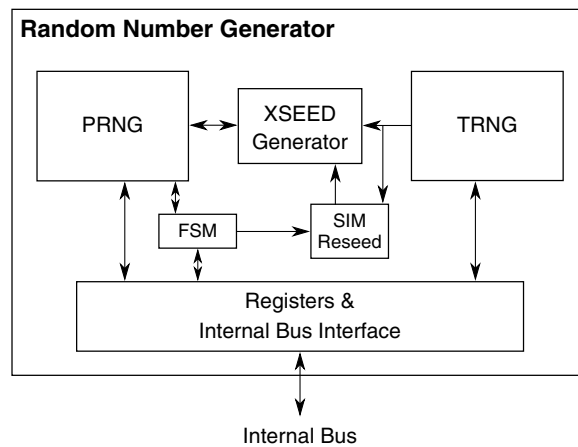 Random Number Generator
PRNG
XSEED
Generator
TRNG
FSM
SIM
Reseed
Registers &
Internal Bus Interface
Internal Bus